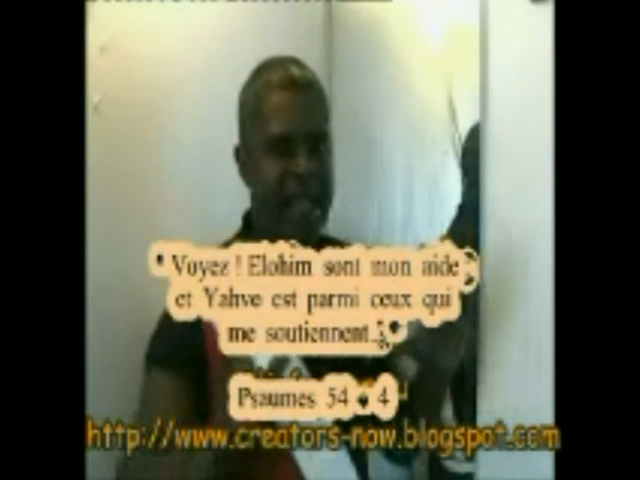 Voyez ! Elohim sont mon aide
et Yahve est parmi ceux qui
me soutiennent.
Psaumes 54 4
http://www.creators-now.blogspot.com